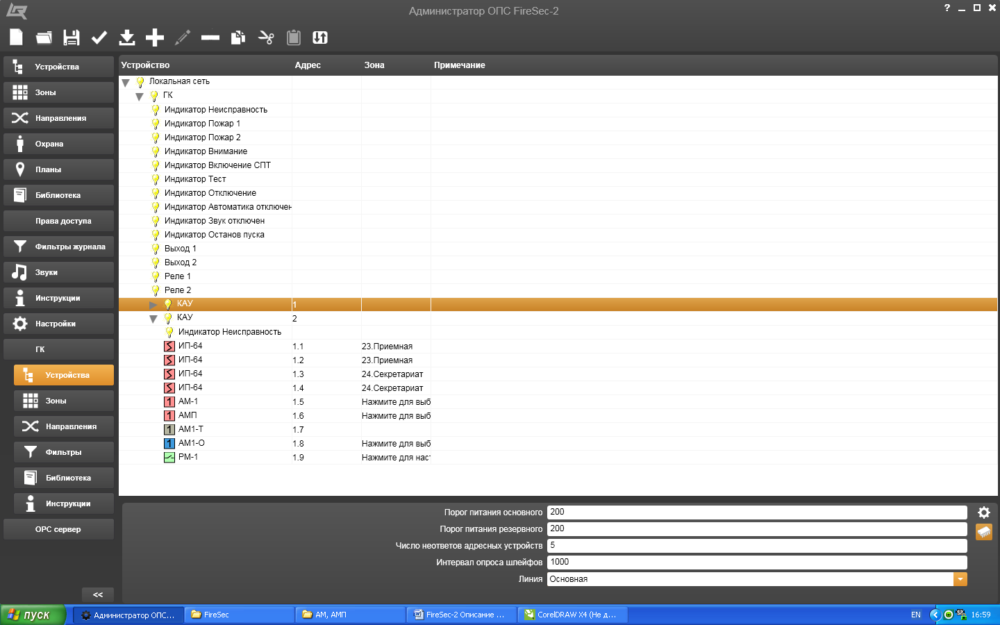 Администратор ОПС FireSec-2
Устройства
Зоны
Направления
Охрана
Планы
Библиотека
Права доступа
Фильтры журнала
Звуки
Инструкции
Настройки
ГК
Устройства
Зоны
Направления
Фильтры
Библиотека
Инструкции
OPC сервер
<<
Устройство Адрес Зона Примечание
Локальная сеть
ГК
Индикатор Неисправность
Индикатор Пожар 1
Индикатор Пожар 2
Индикатор Внимание
Индикатор Включение СПТ
Индикатор Тест
Индикатор Отключение
Индикатор Автоматика отключен
Индикатор Звук отключен
Индикатор Останов пуска
Выход 1
Выход 2
Реле 1
Реле 2
КАУ 1
КАУ 2
Индикатор Неисправность
ИП-64 1.1 23.Приемная
ИП-64 1.2 23.Приемная
ИП-64 1.3 24.Секретариат
ИП-64 1.4 24.Секретариат
1 АМ-1 1.5 Нажмите для выб
1 АМП 1.6 Нажмите для выб
1 АМ1-Т 1.7
1 АМ1-О 1.8 Нажмите для выб
РМ-1 1.9 Нажмите для нас
Порог питания основного 200
Порог питания резервного 200
Число неответов адресных устройств 5
Интервал опроса шлейфов 1000
Линия Основная
пуск Администратор ОПС... FireSec АМ, АМП FireSec-2 Описание ... CorelDRAW X4 (Не д... EN 16:59